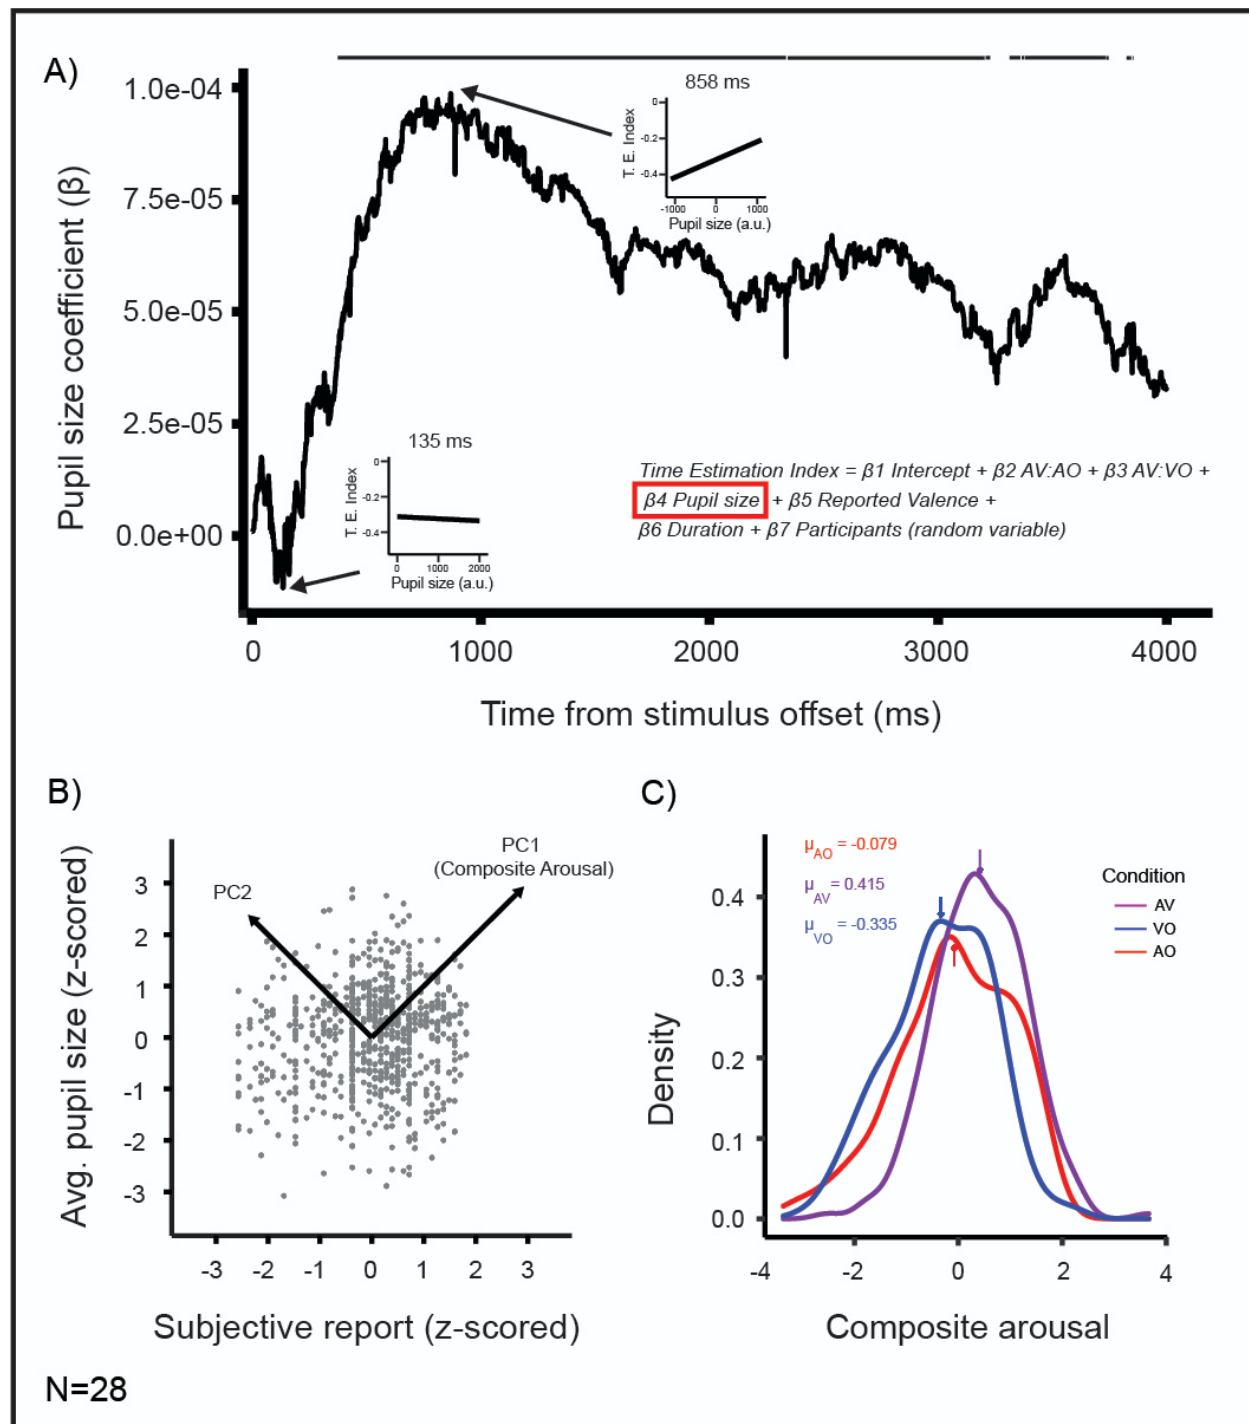 A)
858 ms
1.0e-04
7.5e-05
5.0e-05
2.5e-05
0.0e+00
Pupil size coefficient (β)
0
-0.2
-0.4
T. E. Index
-1000 0 1000
Pupil size (a.u.)
135 ms
0
-0.2
-0.4
T. E. Index
0 1000 2000
Pupil size (a.u.)
Time Estimation Index = β1 Intercept + β2 AV:AO + β3 AV:VO +
β4 Pupil size + β5 Reported Valence +
β6 Duration + β7 Participants (random variable)
0 1000 2000 3000 4000
Time from stimulus offset (ms)
B)
PC1
(Composite Arousal)
PC2
3
2
1
0
-1
-2
-3
Avg. pupil size (z-scored)
-3 -2 -1 0 1 2 3
Subjective report (z-scored)
C)
μAO = -0.079
μAV = 0.415
μVO = -0.335
Condition
AV
VO
AO
0.4
0.3
0.2
0.1
0.0
Density
-4 -2 0 2 4
Composite arousal
N=28